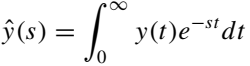 ŷ(s) = ∫₀^∞ y(t)e^{−st} dt